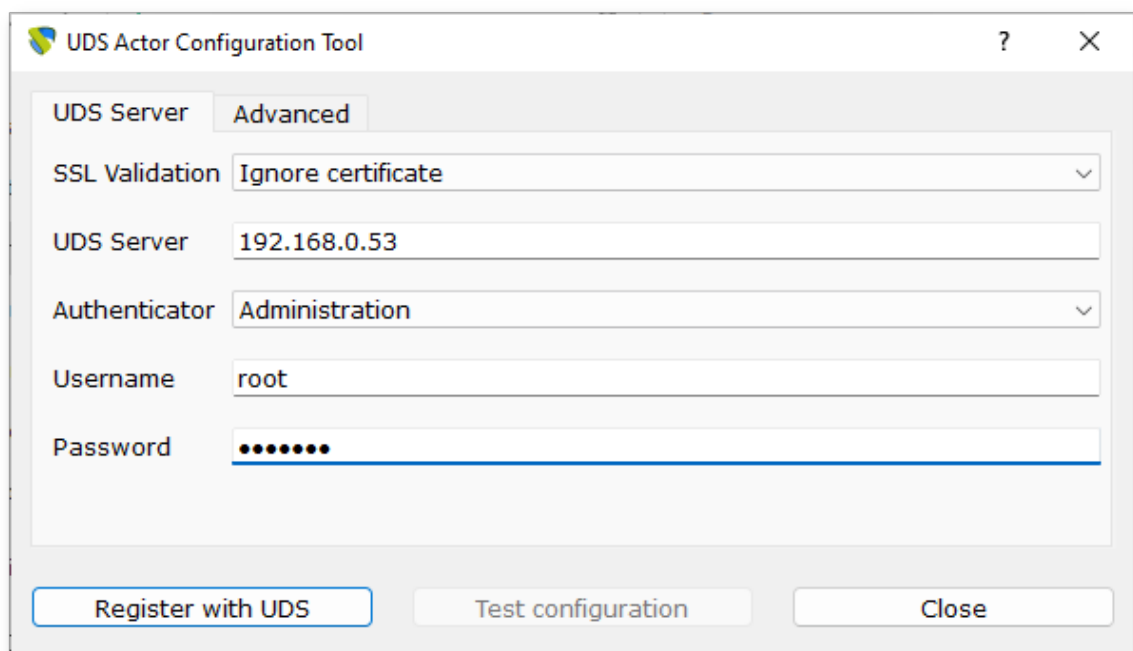 UDS Actor Configuration Tool ?
UDS Server Advanced
SSL Validation Ignore certificate
UDS Server 192.168.0.53
Authenticator Administration
Username root
Password •••••••
Register with UDS Test configuration Close